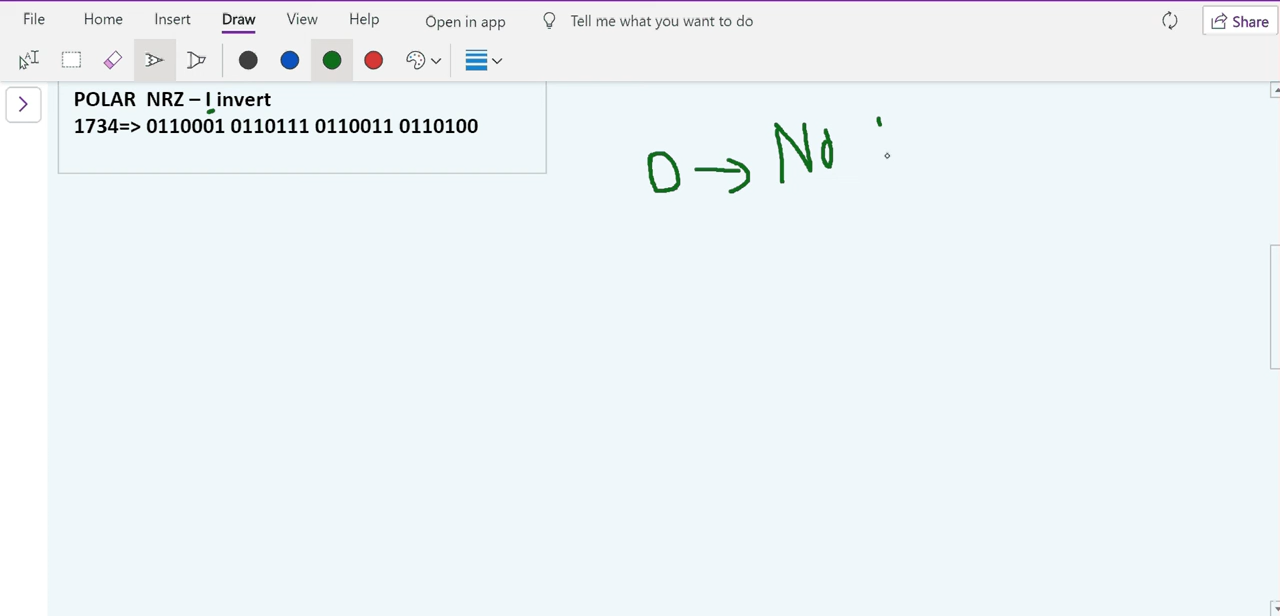 File Home Insert Draw View Help Open in app Tell me what you want to do Share
POLAR NRZ – I invert
1734=> 0110001 0110111 0110011 0110100
0 → No